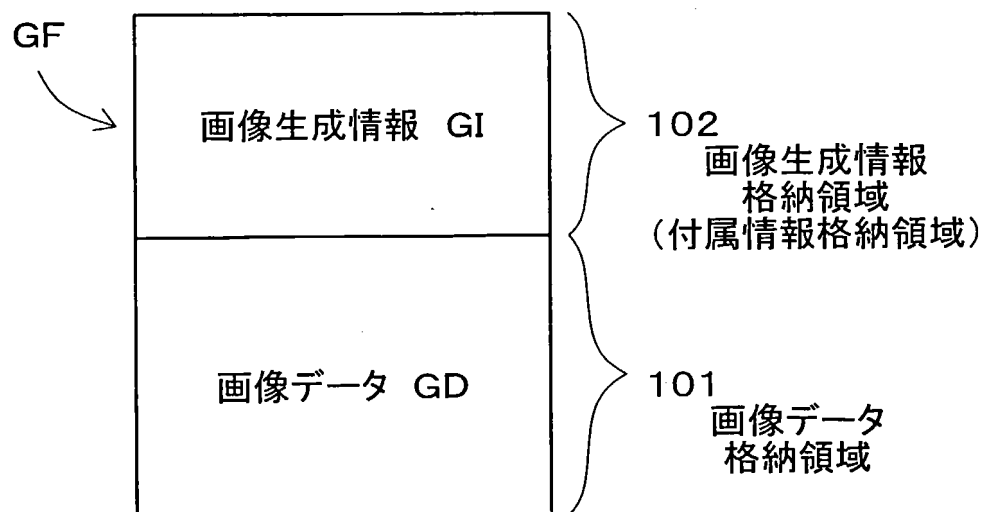 GF
画像生成情報 GI
102
画像生成情報
格納領域
(付属情報格納領域)
画像データ GD
101
画像データ
格納領域